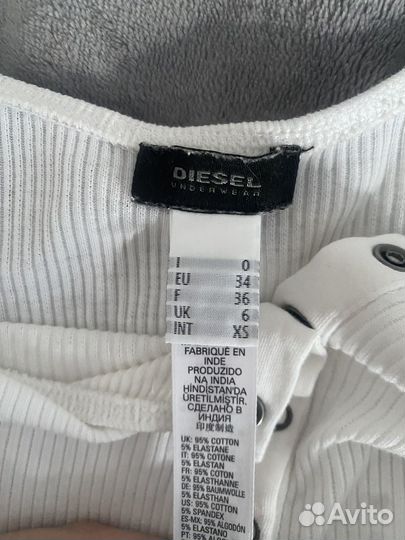 DIESEL
UNDERWEAR
I 0
EU 34
F 36
UK 6
INT XS
FABRIQUÉ EN
INDE
PRODUZIDO
NA INDIA
HİNDİSTAN'DA
ÜRETİLMİŞTİR.
СДЕЛАНО В
ИНДИЯ
印度制造
UK: 95% COTTON
5% ELASTANE
IT: 95% COTONE
5% ELASTAN
FR: 95% COTON
5% ELASTHANNE
DE: 95% BAUMWOLLE
5% ELASTHAN
US: 95% COTTON
5% SPANDEX
ES-MX: 95% ALGODÓN
5% ELASTANO
PT: 95% AL
Avito